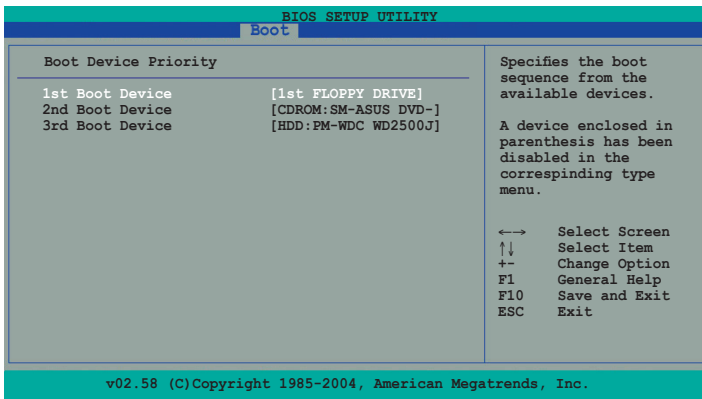 BIOS SETUP UTILITY
Boot
Boot Device Priority
1st Boot Device [1st FLOPPY DRIVE]
2nd Boot Device [CDROM:SM-ASUS DVD-]
3rd Boot Device [HDD:PM-WDC WD2500J]
Specifies the boot
sequence from the
available devices.
A device enclosed in
parenthesis has been
disabled in the
correspinding type
menu.
←→ Select Screen
↑↓ Select Item
+- Change Option
F1 General Help
F10 Save and Exit
ESC Exit
v02.58 (C)Copyright 1985-2004, American Megatrends, Inc.